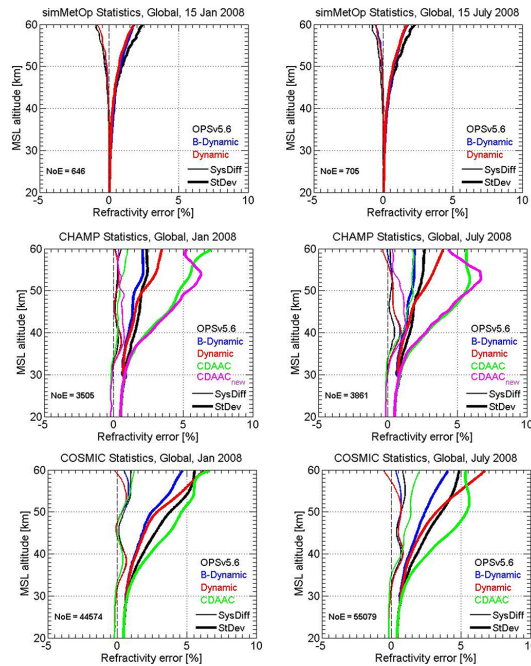 simMetOp Statistics, Global, 15 Jan 2008
60
50
40
30
20
MSL altitude [km]
OPSv5.6
B-Dynamic
Dynamic
NoE = 646
SysDiff
StDev
-5 0 5 10
Refractivity error [%]
simMetOp Statistics, Global, 15 July 2008
60
50
40
30
20
MSL altitude [km]
OPSv5.6
B-Dynamic
Dynamic
NoE = 705
SysDiff
StDev
-5 0 5 10
Refractivity error [%]
CHAMP Statistics, Global, Jan 2008
60
50
40
30
20
MSL altitude [km]
OPSv5.6
B-Dynamic
Dynamic
CDAAC
CDAACnew
NoE = 3505
SysDiff
StDev
-5 0 5 10
Refractivity error [%]
CHAMP Statistics, Global, July 2008
60
50
40
30
20
MSL altitude [km]
OPSv5.6
B-Dynamic
Dynamic
CDAAC
CDAACnew
NoE = 3861
SysDiff
StDev
-5 0 5 10
Refractivity error [%]
COSMIC Statistics, Global, Jan 2008
60
50
40
30
20
MSL altitude [km]
OPSv5.6
B-Dynamic
Dynamic
CDAAC
NoE = 44574
SysDiff
StDev
-5 0 5 10
Refractivity error [%]
COSMIC Statistics, Global, July 2008
60
50
40
30
20
MSL altitude [km]
OPSv5.6
B-Dynamic
Dynamic
CDAAC
NoE = 55079
SysDiff
StDev
-5 0 5 10
Refractivity error [%]